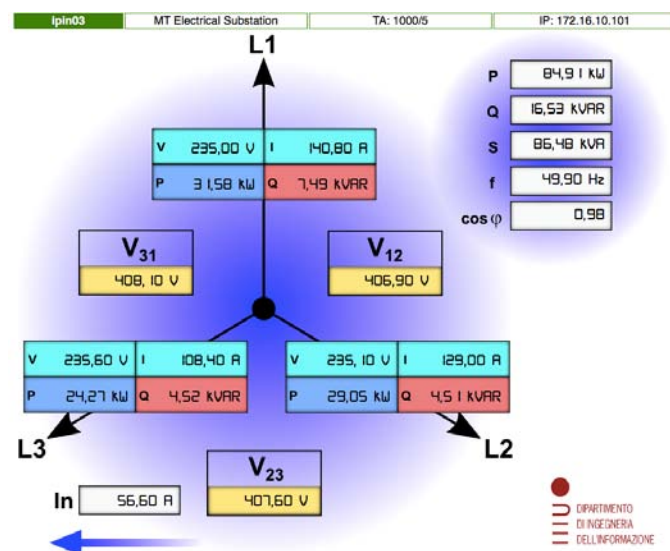 ipin03 MT Electrical Substation TA: 1000/5 IP: 172.16.10.101
L1
P 84,91 kW
Q 16,53 kVAR
S 86,48 kVA
f 49,90 Hz
cos φ 0,98
V 235,00 V I 140,80 A
P 31,58 kW Q 7,49 kVAR
V31
408,10 V
V12
406,90 V
V 235,60 V I 108,40 A
P 24,27 kW Q 4,52 kVAR
L3
V 235,10 V I 129,00 A
P 29,05 kW Q 4,51 kVAR
L2
V23
407,60 V
In 56,60 A
DIPARTIMENTO
DI INGEGNERIA
DELL'INFORMAZIONE